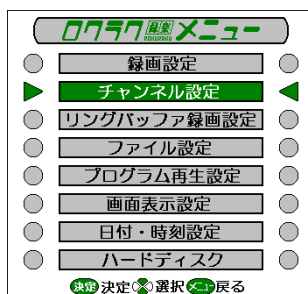 ロクラク 録楽 ROKURAKU メニュー
録画設定
チャンネル設定
リングバッファ録画設定
ファイル設定
プログラム再生設定
画面表示設定
日付・時刻設定
ハードディスク
決定 決定 選択 メニュー 戻る